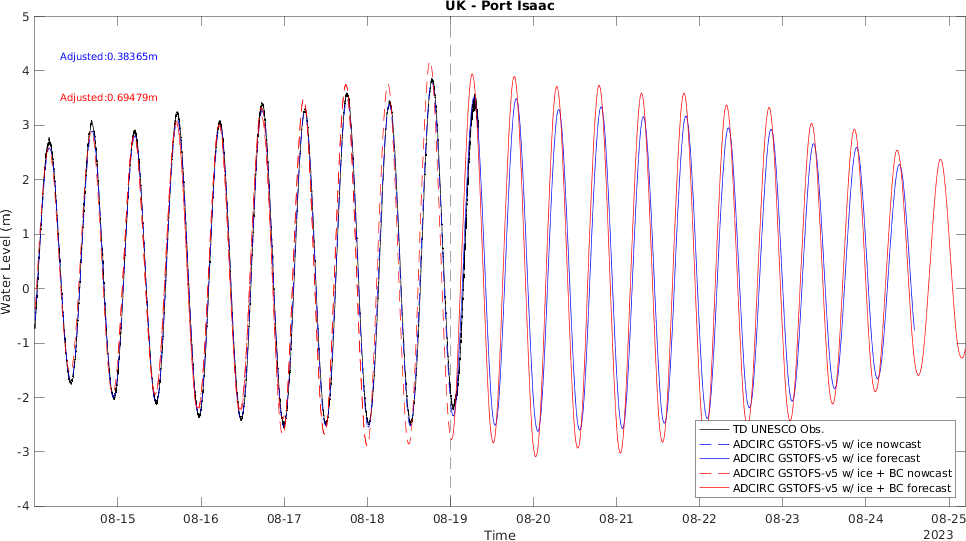 UK - Port Isaac
Adjusted:0.38365m
Adjusted:0.69479m
Water Level (m)
5
4
3
2
1
0
-1
-2
-3
-4
TD UNESCO Obs.
ADCIRC GSTOFS-v5 w/ ice nowcast
ADCIRC GSTOFS-v5 w/ ice forecast
ADCIRC GSTOFS-v5 w/ ice + BC nowcast
ADCIRC GSTOFS-v5 w/ ice + BC forecast
08-15 08-16 08-17 08-18 08-19 08-20 08-21 08-22 08-23 08-24 08-25
2023
Time